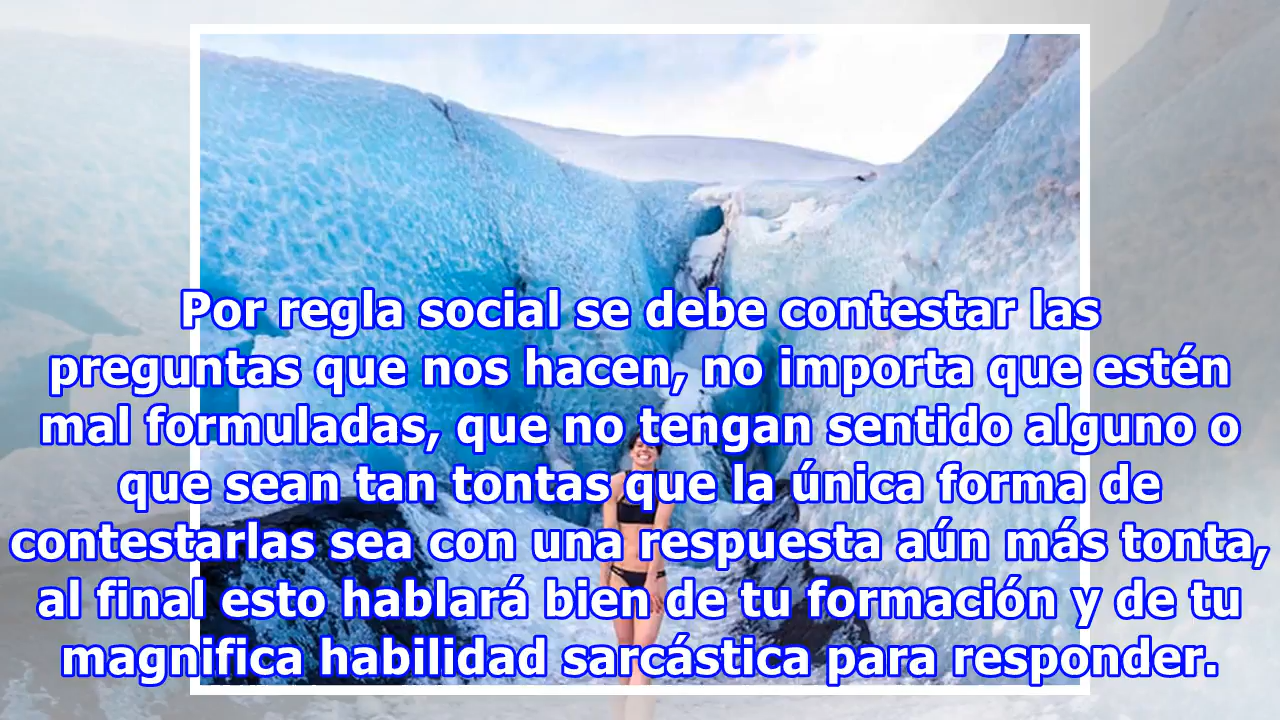 Por regla social se debe contestar las
preguntas que nos hacen, no importa que estén
mal formuladas, que no tengan sentido alguno o
que sean tan tontas que la única forma de
contestarlas sea con una respuesta aún más tonta,
al final esto hablará bien de tu formación y de tu
magnifica habilidad sarcástica para responder.